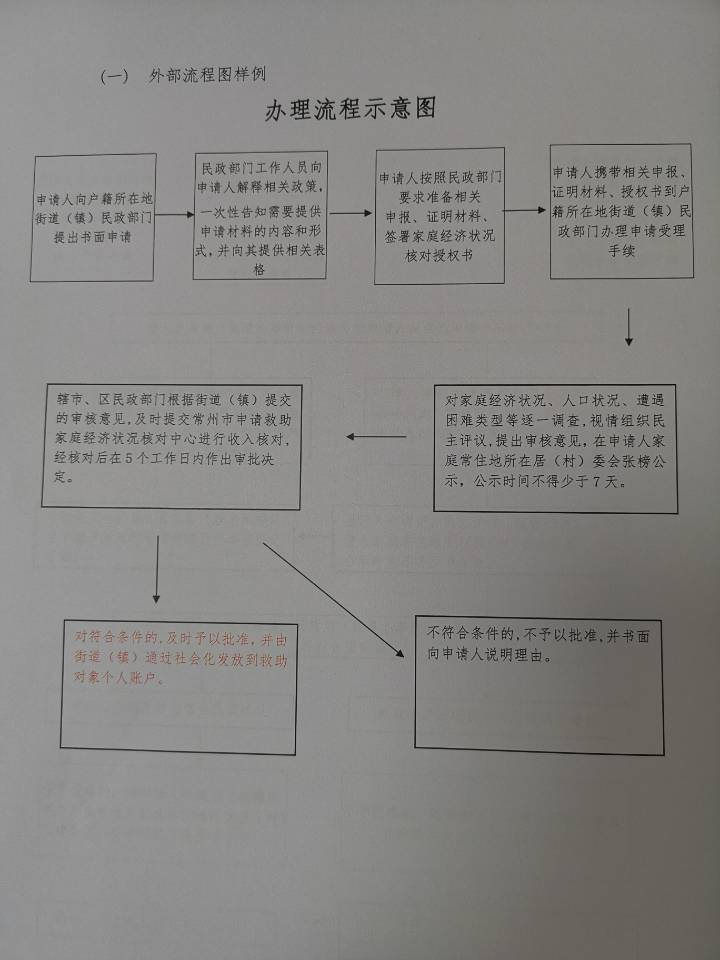 (一) 外部流程图样例
办理流程示意图
申请人向户籍所在地
街道（镇）民政部门
提出书面申请
民政部门工作人员向
申请人解释相关政策，
一次性告知需要提供
申请材料的内容和形
式，并向其提供相关表
格
申请人按照民政部门
要求准备相关
申报、证明材料、
签署家庭经济状况
核对授权书
申请人携带相关申报、
证明材料、授权书到户
籍所在地街道（镇）民
政部门办理申请受理
手续
对家庭经济状况、人口状况、遭遇
困难类型等逐一调查，视情组织民
主评议，提出审核意见，在申请人家
庭常住地所在居（村）委会张榜公
示，公示时间不得少于7天。
辖市、区民政部门根据街道（镇）提交
的审核意见，及时提交常州市申请救助
家庭经济状况核对中心进行收入核对，
经核对后在5个工作日内作出审批决
定。
对符合条件的，及时予以批准，并由
街道（镇）通过社会化发放到救助
对象个人账户。
不符合条件的，不予以批准，并书面
向申请人说明理由。